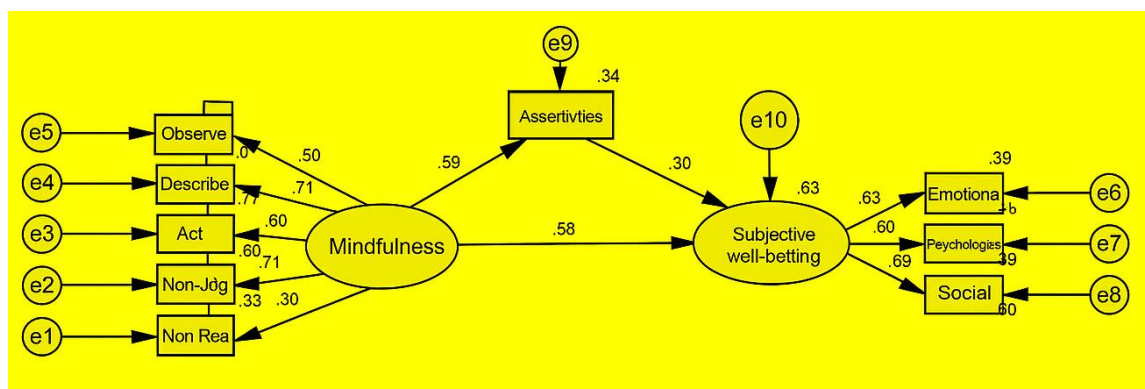 e9
.34
Assertivties
e5
Observe
.0
.50
e10
e4
Describe
.77
.71
.59
.30
.39
.63
.63
Emotiona
e6
e3
Act
.60
.60
Mindfulness
.58
Subjective
well-betting
.60
Peychologiss
.39
e7
e2
Non-Jdg
.33
.71
.69
Social
.60
e8
e1
Non Rea
.30